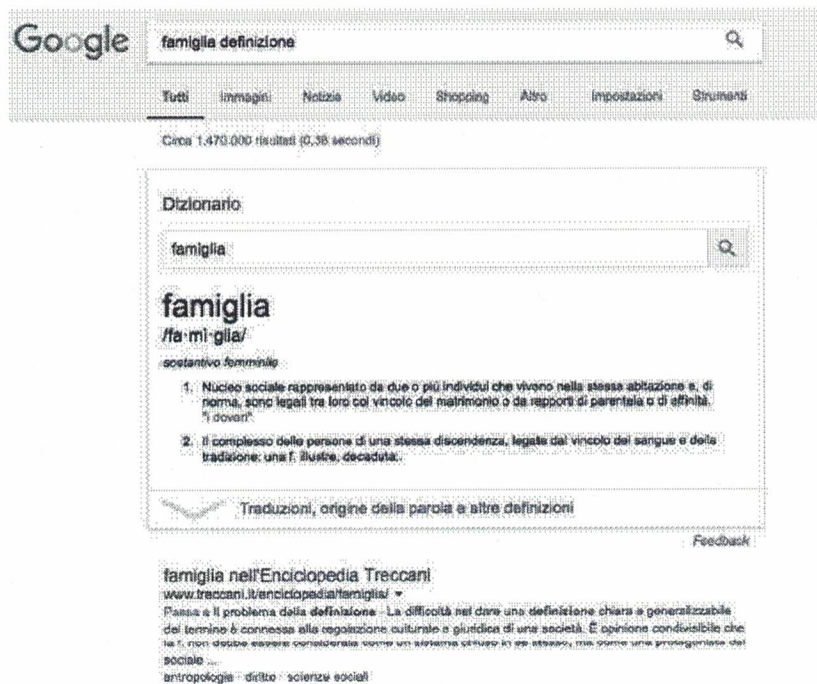 Google famiglia definizione
Tutti Immagini Notizie Video Shopping Altro Impostazioni Strumenti
Circa 1.470.000 risultati (0,38 secondi)
Dizionario
famiglia
famiglia
/fa·mì·glia/
sostantivo femminile
1. Nucleo sociale rappresentato da due o più individui che vivono nella stessa abitazione e, di
norma, sono legati tra loro col vincolo del matrimonio o da rapporti di parentela o di affinità.
"i doveri"
2. Il complesso delle persone di una stessa discendenza, legate dal vincolo del sangue e della
tradizione: una f. illustre, decaduta;.
Traduzioni, origine della parola e altre definizioni
Feedback
famiglia nell'Enciclopedia Treccani
www.treccani.it/enciclopedia/famiglia/
e il problema della definizione - La difficoltà nel dare una definizione chiara e generalizzabile
del termine è connessa alla regolazione culturale e giuridica di una società. È opinione condivisibile che
la f. non debba essere considerata come un sistema chiuso in se stesso, ma come una protagonista del
sociale ...
antropologia · diritto · scienze sociali